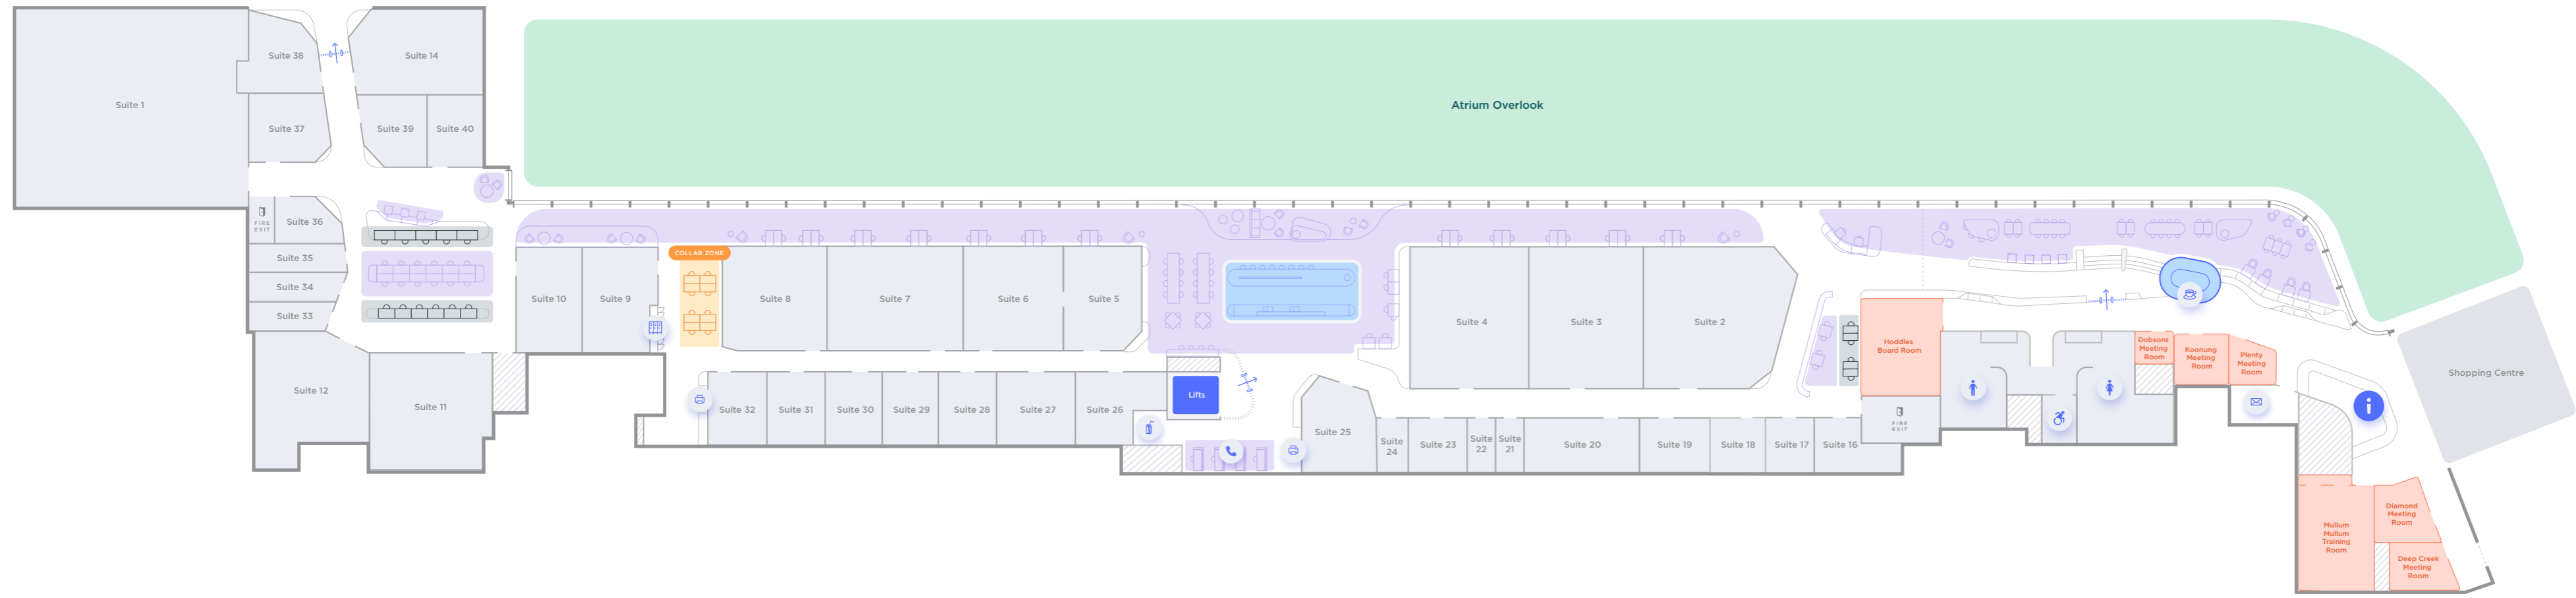 Suite 38
Suite 14
Suite 1
Atrium Overlook
Suite 37
Suite 39
Suite 40
FIRE
EXIT
Suite 36
Suite 35
Suite 34
Suite 33
COLLAB ZONE
Suite 10
Suite 9
Suite 8
Suite 7
Suite 6
Suite 5
Suite 4
Suite 3
Suite 2
Hoddles
Board Room
Dobsons
Meeting
Room
Koonung
Meeting
Room
Plenty
Meeting
Room
Shopping Centre
Suite 12
Suite 11
Suite 32
Suite 31
Suite 30
Suite 29
Suite 28
Suite 27
Suite 26
Lifts
Suite 25
Suite
24
Suite 23
Suite
22
Suite
21
Suite 20
Suite 19
Suite 18
Suite 17
Suite 16
FIRE
EXIT
i
Mullum
Mullum
Training
Room
Diamond
Meeting
Room
Deep Creek
Meeting
Room